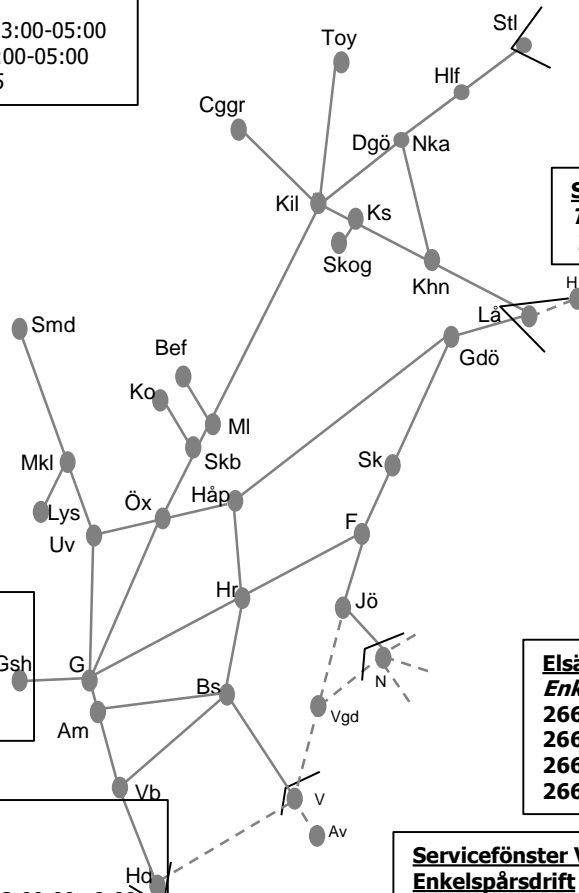 3:00-05:00
:00-05:00
5
Stl
Toy
Hlf
Cggr
Dgö Nka
Kil
Ks
Skog
Khn
Lå
H
Gdö
Smd
Bef
Ko
Ml
Skb
Mkl
Sk
Lys
Öx
Håp
Uv
F
Hr
Jö
Gsh
G
N
Bs
Am
Vgd
Elsä
Enk
266
266
266
266
Vb
V
Av
Hd
Servicefönster V
Enkelspårsdrift